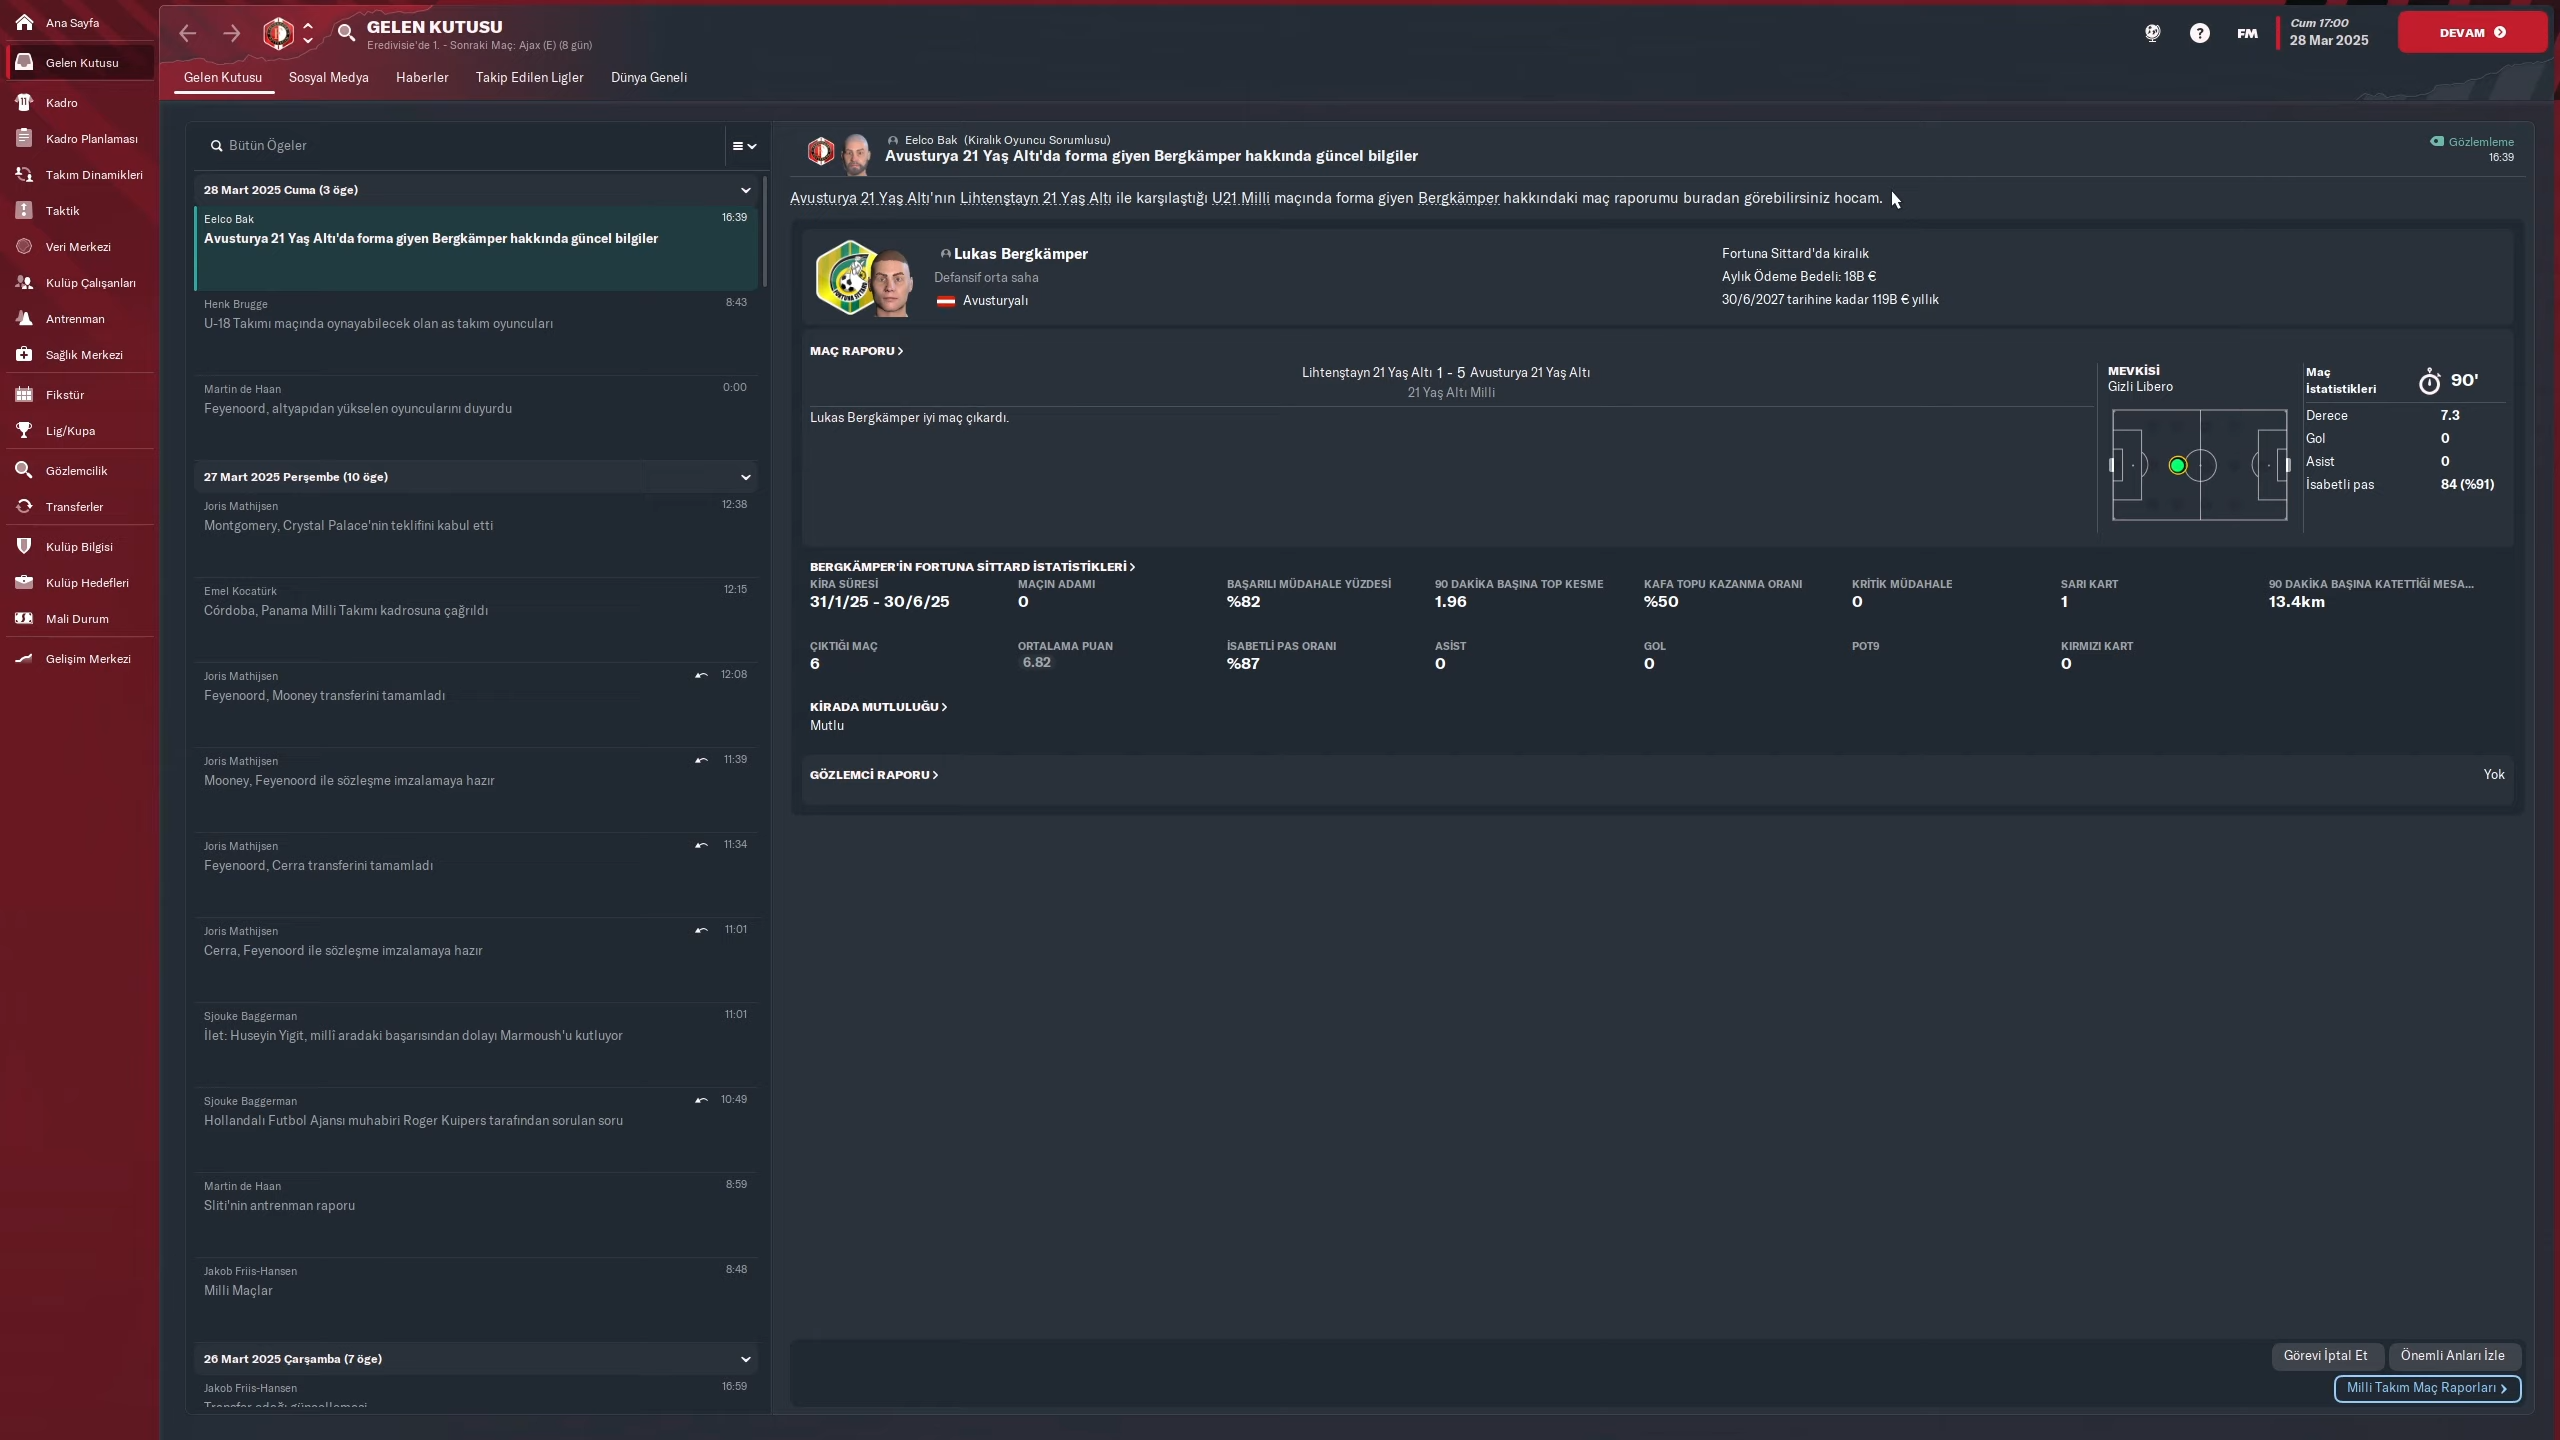 Ana Sayfa
Gelen Kutusu
Kadro
Kadro Planlaması
Takım Dinamikleri
Taktik
Veri Merkezi
Kulüp Çalışanları
Antrenman
Sağlık Merkezi
Fikstür
Lig/Kupa
Gözlemcilik
Transferler
Kulüp Bilgisi
Kulüp Hedefleri
Mali Durum
Gelişim Merkezi
GELEN KUTUSU
Eredivisie'de 1. - Sonraki Maç: Ajax (E) (8 gün)
FM
Cum 17:00
28 Mar 2025
DEVAM
Gelen Kutusu Sosyal Medya Haberler Takip Edilen Ligler Dünya Geneli
Bütün Ögeler
28 Mart 2025 Cuma (3 öge)
Eelco Bak 16:39
Avusturya 21 Yaş Altı'da forma giyen Bergkämper hakkında güncel bilgiler
Henk Brugge 8:43
U-18 Takımı maçında oynayabilecek olan as takım oyuncuları
Martin de Haan 0:00
Feyenoord, altyapıdan yükselen oyuncularını duyurdu
27 Mart 2025 Perşembe (10 öge)
Joris Mathijsen 12:38
Montgomery, Crystal Palace'nin teklifini kabul etti
Emel Kocatürk 12:15
Córdoba, Panama Milli Takımı kadrosuna çağrıldı
Joris Mathijsen 12:08
Feyenoord, Mooney transferini tamamladı
Joris Mathijsen 11:39
Mooney, Feyenoord ile sözleşme imzalamaya hazır
Joris Mathijsen 11:34
Feyenoord, Cerra transferini tamamladı
Joris Mathijsen 11:01
Cerra, Feyenoord ile sözleşme imzalamaya hazır
Sjouke Baggerman 11:01
İlet: Huseyin Yigit, millî aradaki başarısından dolayı Marmoush'u kutluyor
Sjouke Baggerman 10:49
Hollandalı Futbol Ajansı muhabiri Roger Kuipers tarafından sorulan soru
Martin de Haan 8:59
Sliti'nin antrenman raporu
Jakob Friis-Hansen 8:48
Milli Maçlar
26 Mart 2025 Çarşamba (7 öge)
Jakob Friis-Hansen 16:59
Transfer odağı güncellemesi
Eelco Bak (Kiralık Oyuncu Sorumlusu)
Avusturya 21 Yaş Altı'da forma giyen Bergkämper hakkında güncel bilgiler
Gözlemleme
16:39
Avusturya 21 Yaş Altı'nın Lihtenştayn 21 Yaş Altı ile karşılaştığı U21 Milli maçında forma giyen Bergkämper hakkındaki maç raporumu buradan görebilirsiniz hocam.
Lukas Bergkämper
Defansif orta saha
Avusturyalı
Fortuna Sittard'da kiralık
Aylık Ödeme Bedeli: 18B €
30/6/2027 tarihine kadar 119B € yıllık
MAÇ RAPORU
Lihtenştayn 21 Yaş Altı 1 - 5 Avusturya 21 Yaş Altı
21 Yaş Altı Milli
Lukas Bergkämper iyi maç çıkardı.
MEVKİSİ
Gizli Libero
Maç İstatistikleri 90'
Derece 7.3
Gol 0
Asist 0
İsabetli pas 84 (%91)
BERGKÄMPER'İN FORTUNA SİTTARD İSTATİSTİKLERİ
KİRA SÜRESİ MAÇIN ADAMI BAŞARILI MÜDAHALE YÜZDESİ 90 DAKİKA BAŞINA TOP KESME KAFA TOPU KAZANMA ORANI KRİTİK MÜDAHALE SARI KART 90 DAKİKA BAŞINA KATETTİĞİ MESA...
31/1/25 - 30/6/25 0 %82 1.96 %50 0 1 13.4km
ÇIKTIĞI MAÇ ORTALAMA PUAN İSABETLİ PAS ORANI ASİST GOL POT9 KIRMIZI KART
6 6.82 %87 0 0 0
KİRADA MUTLULUĞU
Mutlu
GÖZLEMCİ RAPORU Yok
Görevi İptal Et Önemli Anları İzle
Milli Takım Maç Raporları